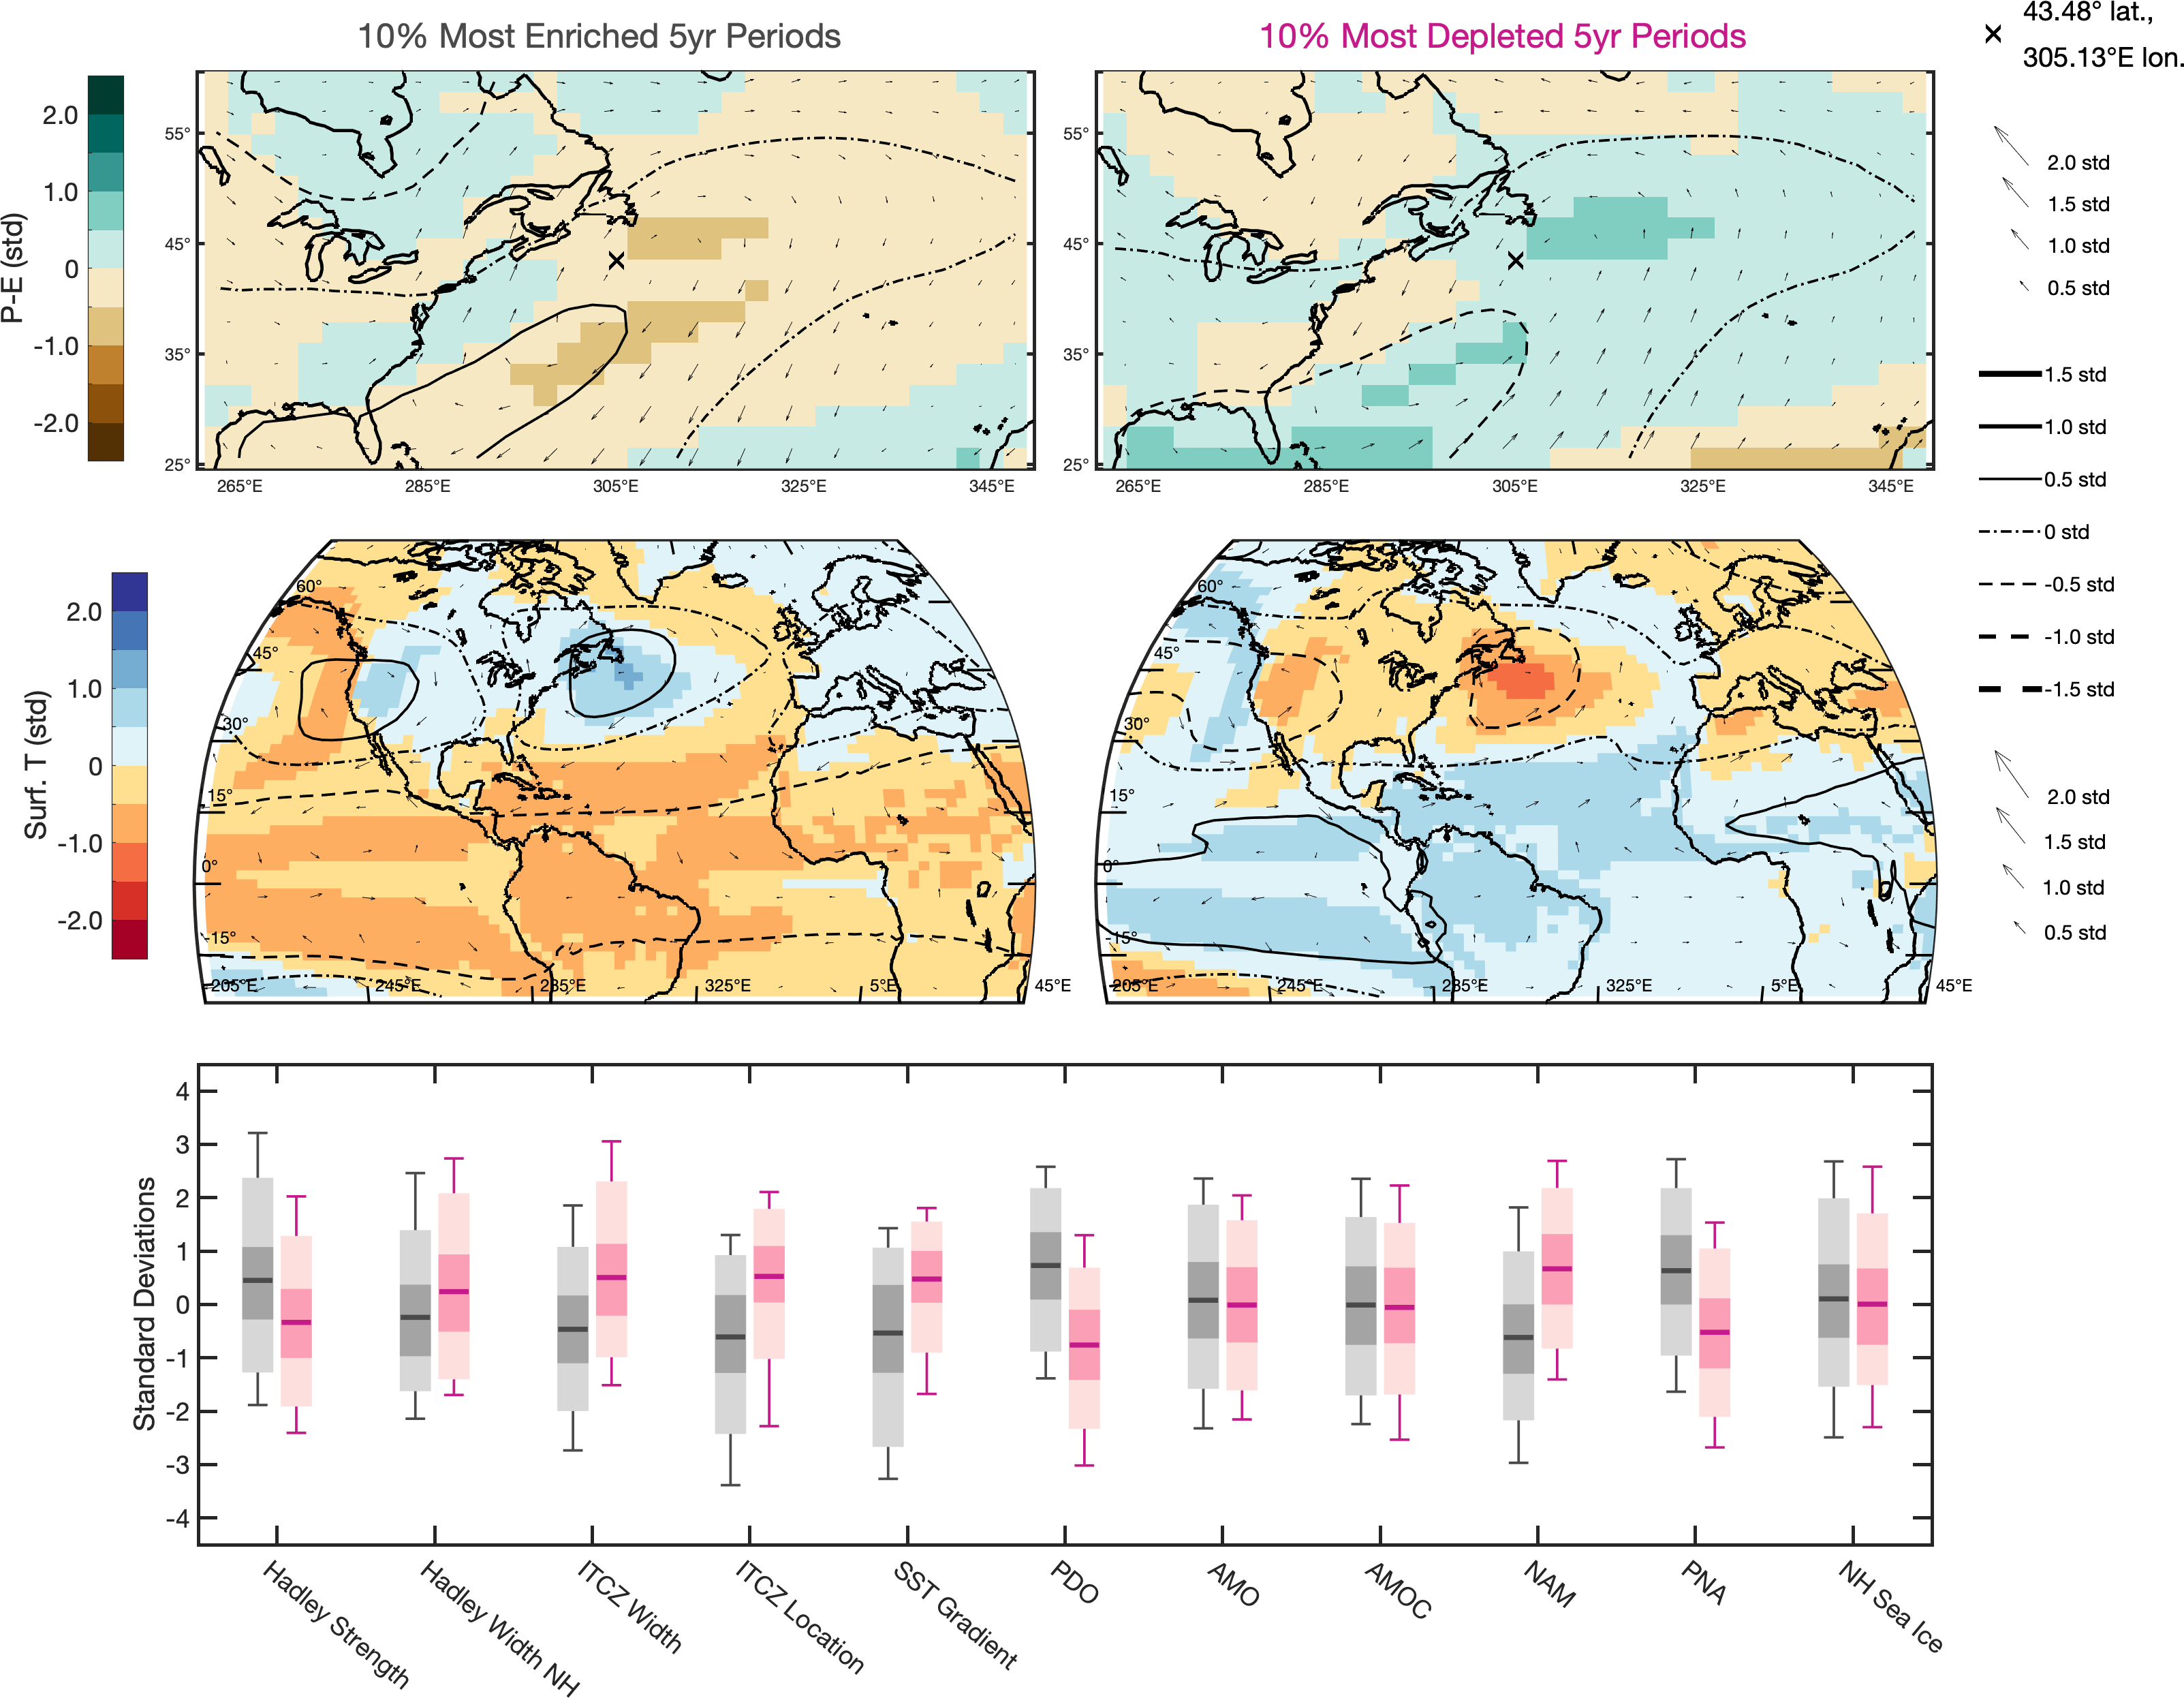 10% Most Enriched 5yr Periods
10% Most Depleted 5yr Periods
43.48° lat.,
305.13°E lon.
P-E (std)
2.0
1.0
0
-1.0
-2.0
55°
45°
35°
25°
265°E
285°E
305°E
325°E
345°E
55°
45°
35°
25°
265°E
285°E
305°E
325°E
345°E
2.0 std
1.5 std
1.0 std
0.5 std
1.5 std
1.0 std
0.5 std
0 std
-0.5 std
-1.0 std
-1.5 std
Surf. T (std)
2.0
1.0
0
-1.0
-2.0
60°
45°
30°
15°
0°
-15°
205°E
245°E
285°E
325°E
5°E
45°E
60°
45°
30°
15°
0°
-15°
205°E
245°E
285°E
325°E
5°E
45°E
2.0 std
1.5 std
1.0 std
0.5 std
Standard Deviations
4
3
2
1
0
-1
-2
-3
-4
Hadley Strength
Hadley Width NH
ITCZ Width
ITCZ Location
SST Gradient
PDO
AMO
AMOC
NAM
PNA
NH Sea Ice